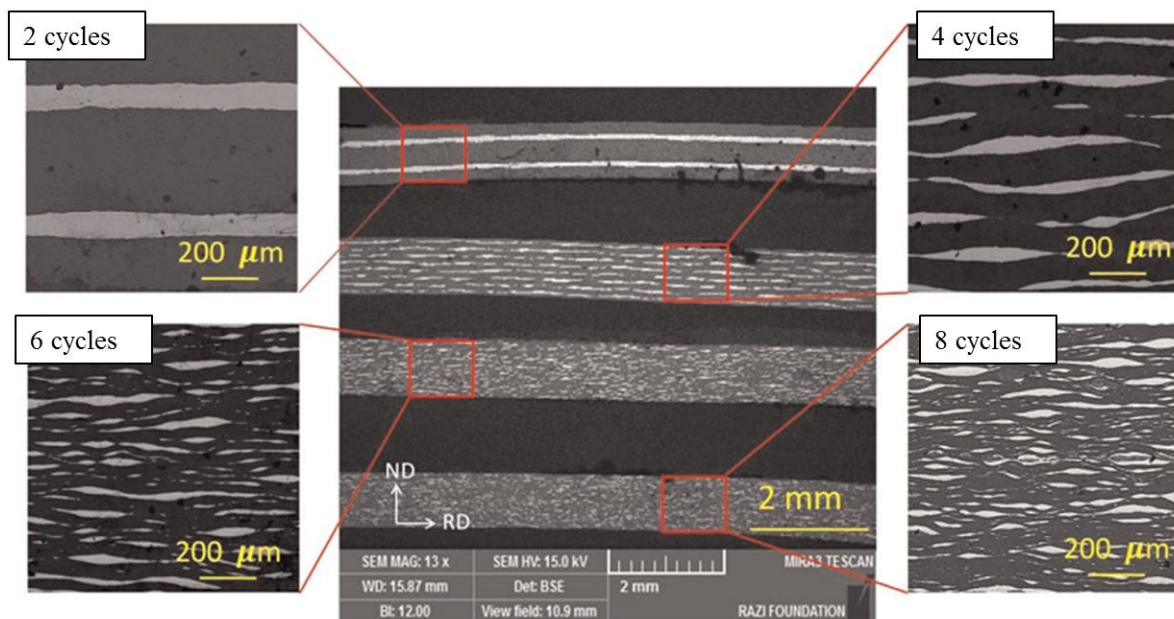 2 cycles
200 μm
4 cycles
200 μm
6 cycles
200 μm
8 cycles
200 μm
ND
RD
2 mm
SEM MAG: 13 x
SEM HV: 15.0 kV
MIRA3 TESCAN
WD: 15.87 mm
Det: BSE
2 mm
BI: 12.00
View field: 10.9 mm
RAZI FOUNDATION